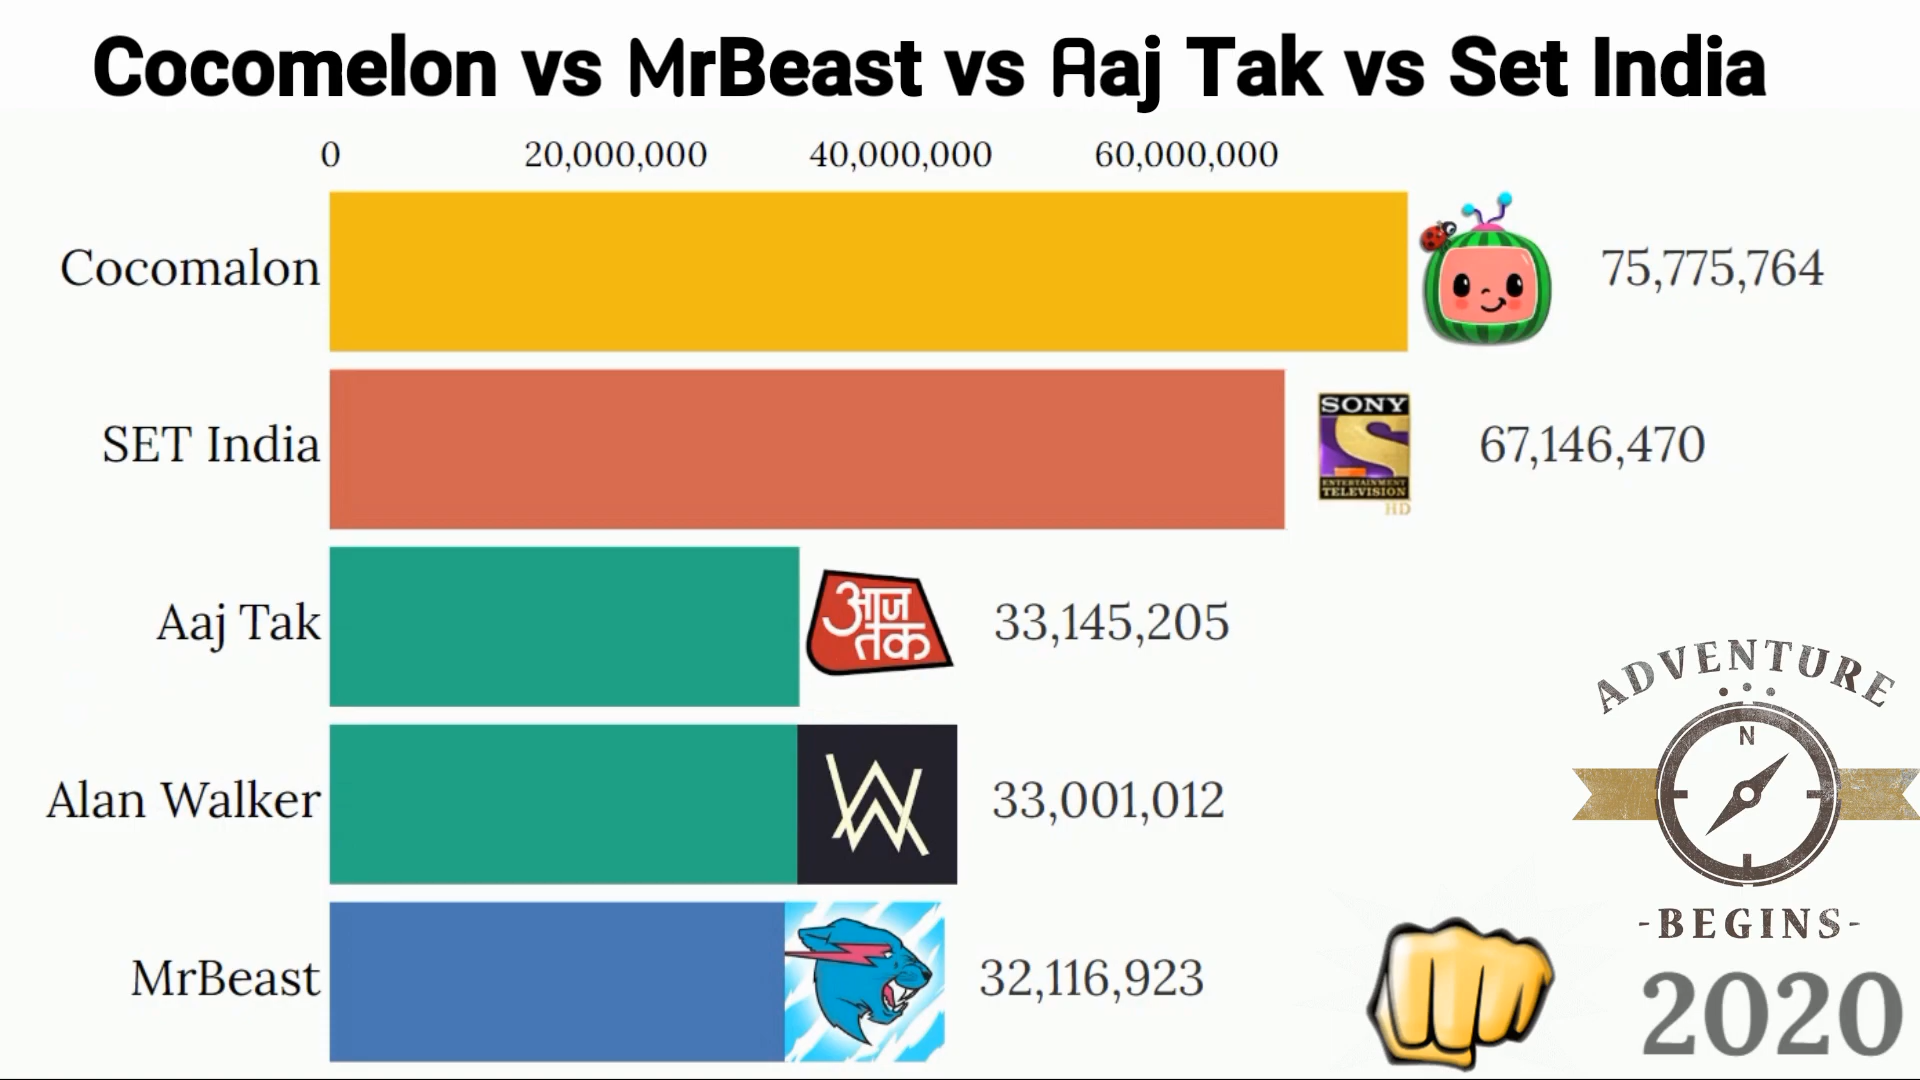 Cocomelon vs MrBeast vs Aaj Tak vs Set India
0 20,000,000 40,000,000 60,000,000
Cocomalon 75,775,764
SET India SONY 67,146,470
ENTERTAINMENT
TELEVISION
HD
Aaj Tak आज 33,145,205
तक
ADVENTURE
N
Alan Walker 33,001,012
-BEGINS-
MrBeast 32,116,923
2020